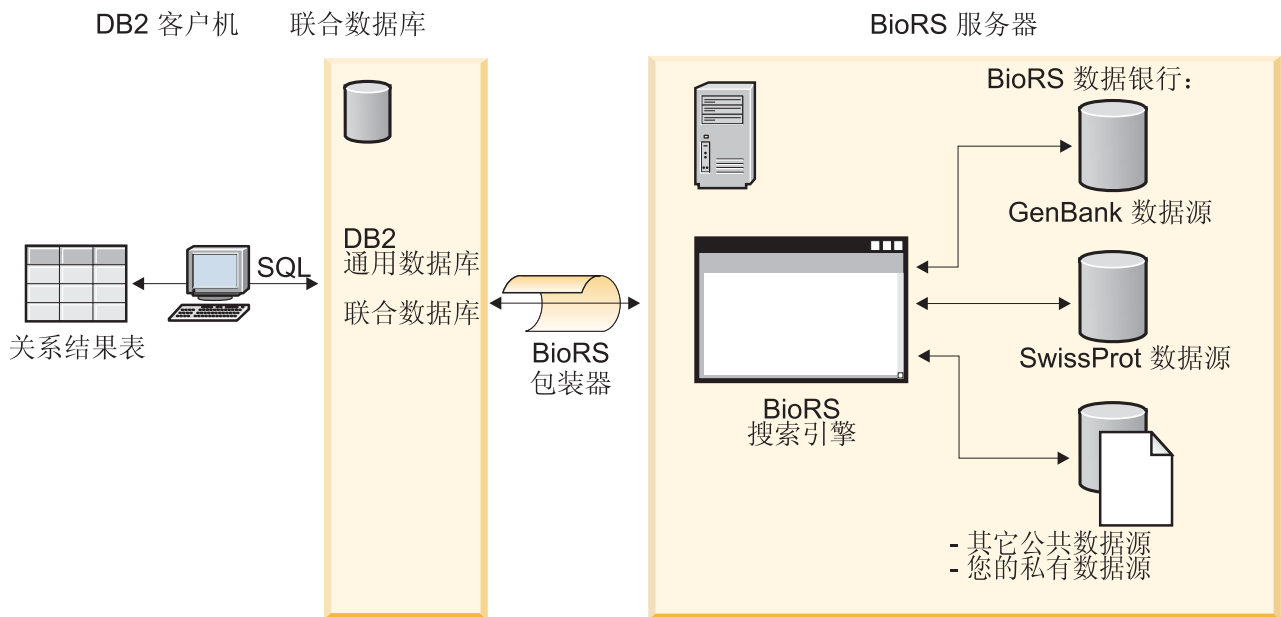 DB2 客户机
联合数据库
BioRS 服务器
BioRS 数据银行：
GenBank 数据源
DB2
通用数据库
联合数据库
SQL
关系结果表
BioRS
包装器
BioRS
搜索引擎
SwissProt 数据源
- 其它公共数据源
- 您的私有数据源